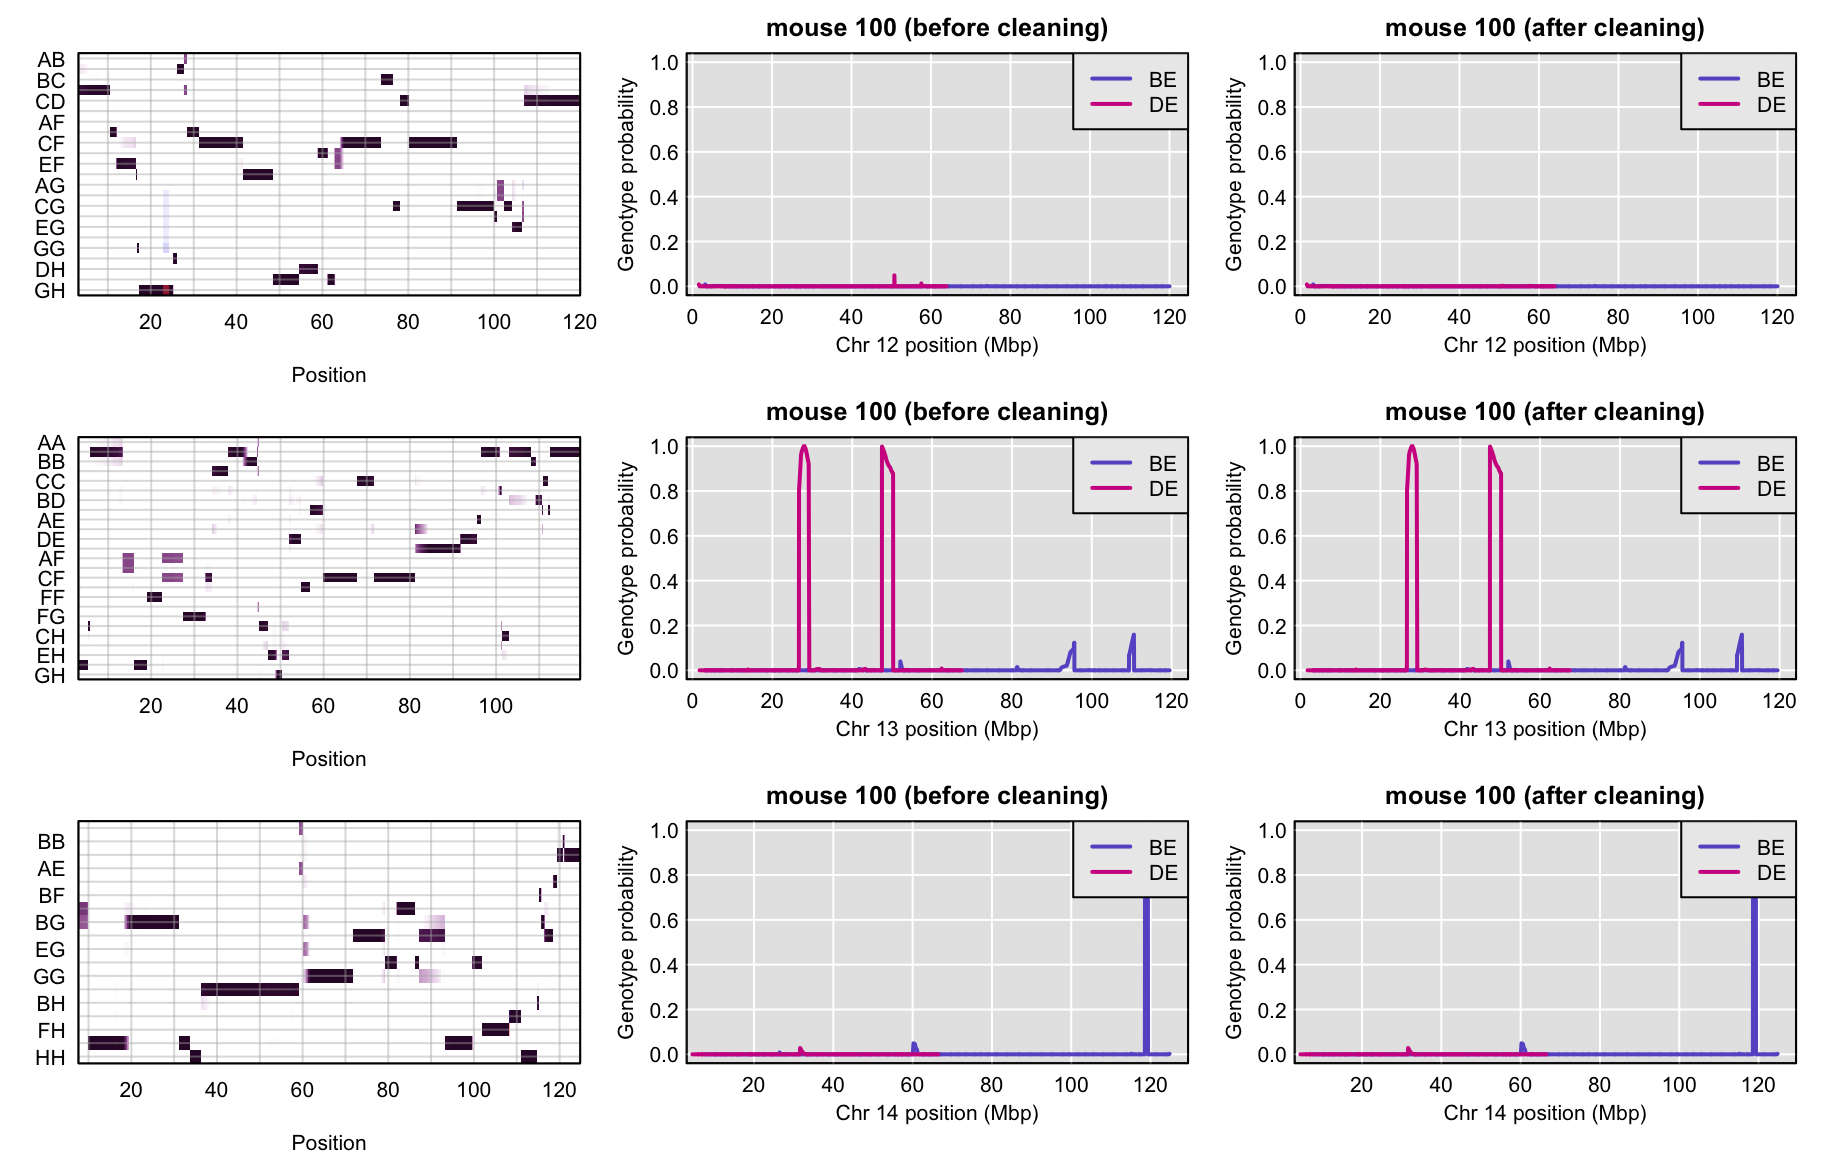 mouse 100 (before cleaning)
mouse 100 (after cleaning)
AB
BC
CD
AF
CF
EF
AG
CG
EG
GG
DH
GH
20 40 60 80 100 120
Position
Genotype probability
1.0
0.8
0.6
0.4
0.2
0.0
BE
DE
0 20 40 60 80 100 120
Chr 12 position (Mbp)
Genotype probability
1.0
0.8
0.6
0.4
0.2
0.0
BE
DE
0 20 40 60 80 100 120
Chr 12 position (Mbp)
mouse 100 (before cleaning)
mouse 100 (after cleaning)
AA
BB
CC
BD
AE
DE
AF
CF
FF
FG
CH
EH
GH
20 40 60 80 100
Position
Genotype probability
1.0
0.8
0.6
0.4
0.2
0.0
BE
DE
0 20 40 60 80 100 120
Chr 13 position (Mbp)
Genotype probability
1.0
0.8
0.6
0.4
0.2
0.0
BE
DE
0 20 40 60 80 100 120
Chr 13 position (Mbp)
mouse 100 (before cleaning)
mouse 100 (after cleaning)
BB
AE
BF
BG
EG
GG
BH
FH
HH
20 40 60 80 100 120
Position
Genotype probability
1.0
0.8
0.6
0.4
0.2
0.0
BE
DE
20 40 60 80 100 120
Chr 14 position (Mbp)
Genotype probability
1.0
0.8
0.6
0.4
0.2
0.0
BE
DE
20 40 60 80 100 120
Chr 14 position (Mbp)